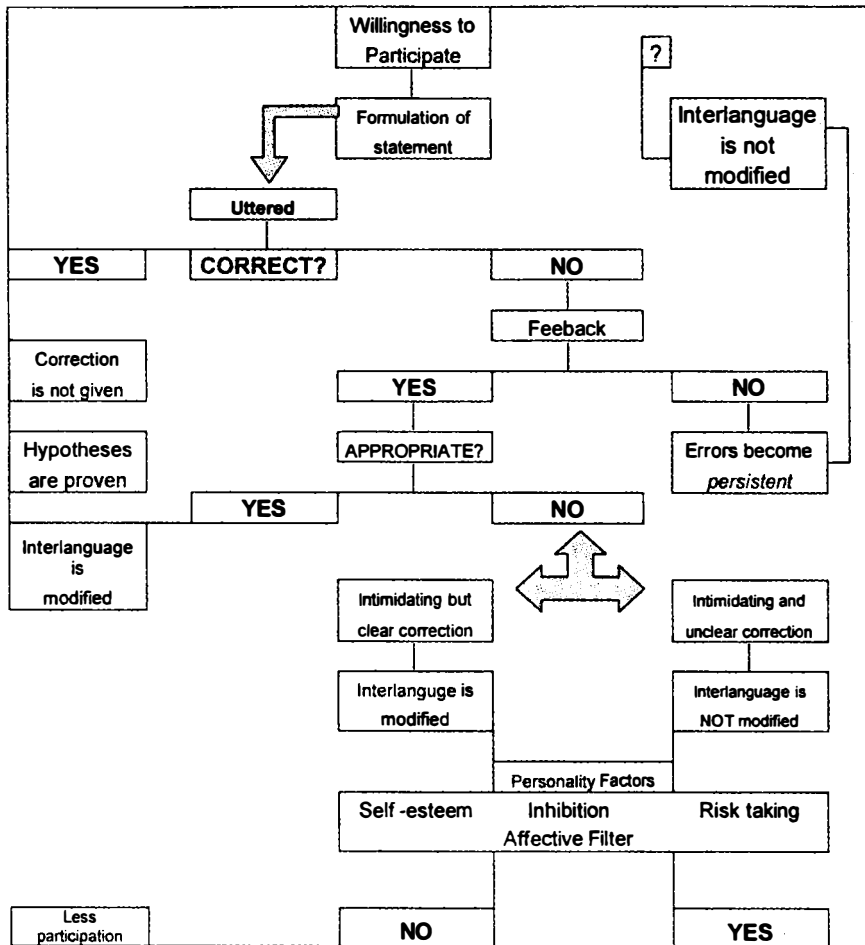 Willingness to
Participate
?
Formulation of
statement
Interlanguage
is not
modified
Uttered
YES
CORRECT?
NO
Feeback
Correction
is not given
YES
NO
Hypotheses
are proven
APPROPRIATE?
Errors become
persistent
YES
NO
Interlanguage
is
modified
Intimidating but
clear correction
Intimidating and
unclear correction
Interlanguge is
modified
Interlanguage is
NOT modified
Personality Factors
Self -esteem Inhibition Risk taking
Affective Filter
Less
participation
NO
YES